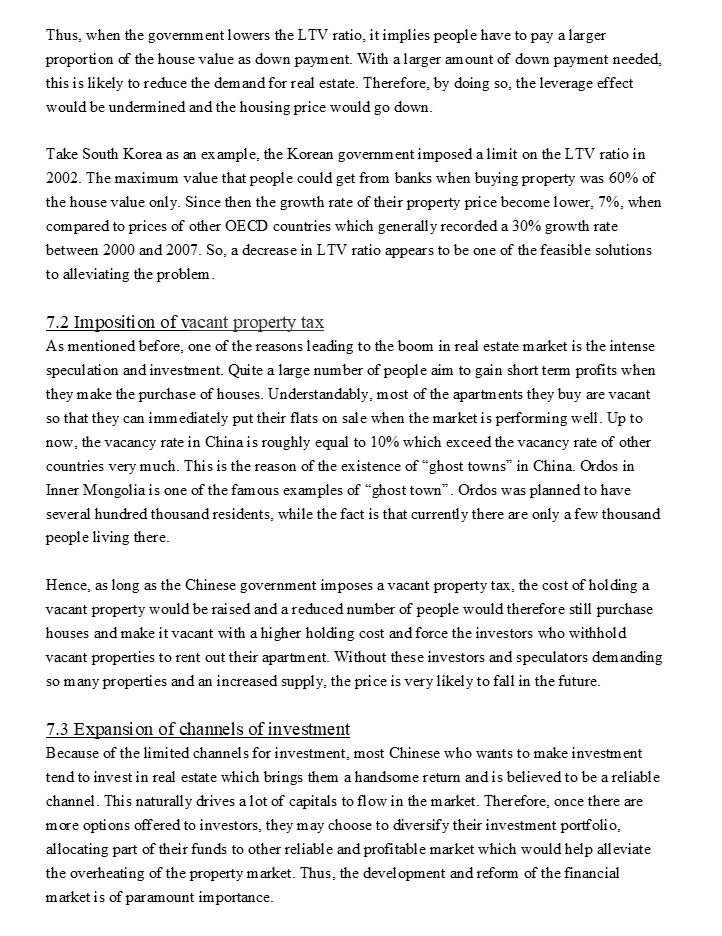 Thus, when the government lowers the LTV ratio, it implies people have to pay a larger
proportion of the house value as down payment. With a larger amount of down payment needed,
this is likely to reduce the demand for real estate. Therefore, by doing so, the leverage effect
would be undermined and the housing price would go down.
Take South Korea as an example, the Korean government imposed a limit on the LTV ratio in
2002. The maximum value that people could get from banks when buying property was 60% of
the house value only. Since then the growth rate of their property price become lower, 7%, when
compared to prices of other OECD countries which generally recorded a 30% growth rate
between 2000 and 2007. So, a decrease in LTV ratio appears to be one of the feasible solutions
to alleviating the problem.
7.2 Imposition of vacant property tax
As mentioned before, one of the reasons leading to the boom in real estate market is the intense
speculation and investment. Quite a large number of people aim to gain short term profits when
they make the purchase of houses. Understandably, most of the apartments they buy are vacant
so that they can immediately put their flats on sale when the market is performing well. Up to
now, the vacancy rate in China is roughly equal to 10% which exceed the vacancy rate of other
countries very much. This is the reason of the existence of “ghost towns” in China. Ordos in
Inner Mongolia is one of the famous examples of “ghost town”. Ordos was planned to have
several hundred thousand residents, while the fact is that currently there are only a few thousand
people living there.
Hence, as long as the Chinese government imposes a vacant property tax, the cost of holding a
vacant property would be raised and a reduced number of people would therefore still purchase
houses and make it vacant with a higher holding cost and force the investors who withhold
vacant properties to rent out their apartment. Without these investors and speculators demanding
so many properties and an increased supply, the price is very likely to fall in the future.
7.3 Expansion of channels of investment
Because of the limited channels for investment, most Chinese who wants to make investment
tend to invest in real estate which brings them a handsome return and is believed to be a reliable
channel. This naturally drives a lot of capitals to flow in the market. Therefore, once there are
more options offered to investors, they may choose to diversify their investment portfolio,
allocating part of their funds to other reliable and profitable market which would help alleviate
the overheating of the property market. Thus, the development and reform of the financial
market is of paramount importance.